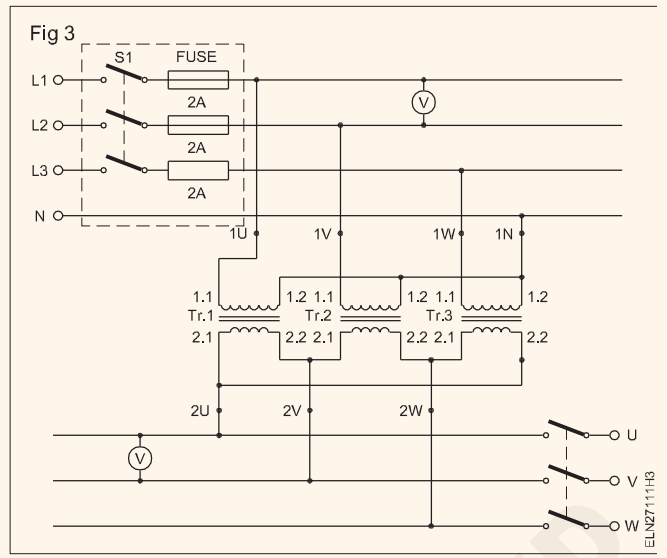 Fig 3
S1 FUSE
L1
2A
V
L2
2A
L3
2A
N
1U 1V 1W 1N
1.1 1.2 1.1 1.2 1.1 1.2
Tr.1 Tr.2 Tr.3
2.1 2.2 2.1 2.2 2.1 2.2
2U 2V 2W
U
V
V
W
ELN27111H3